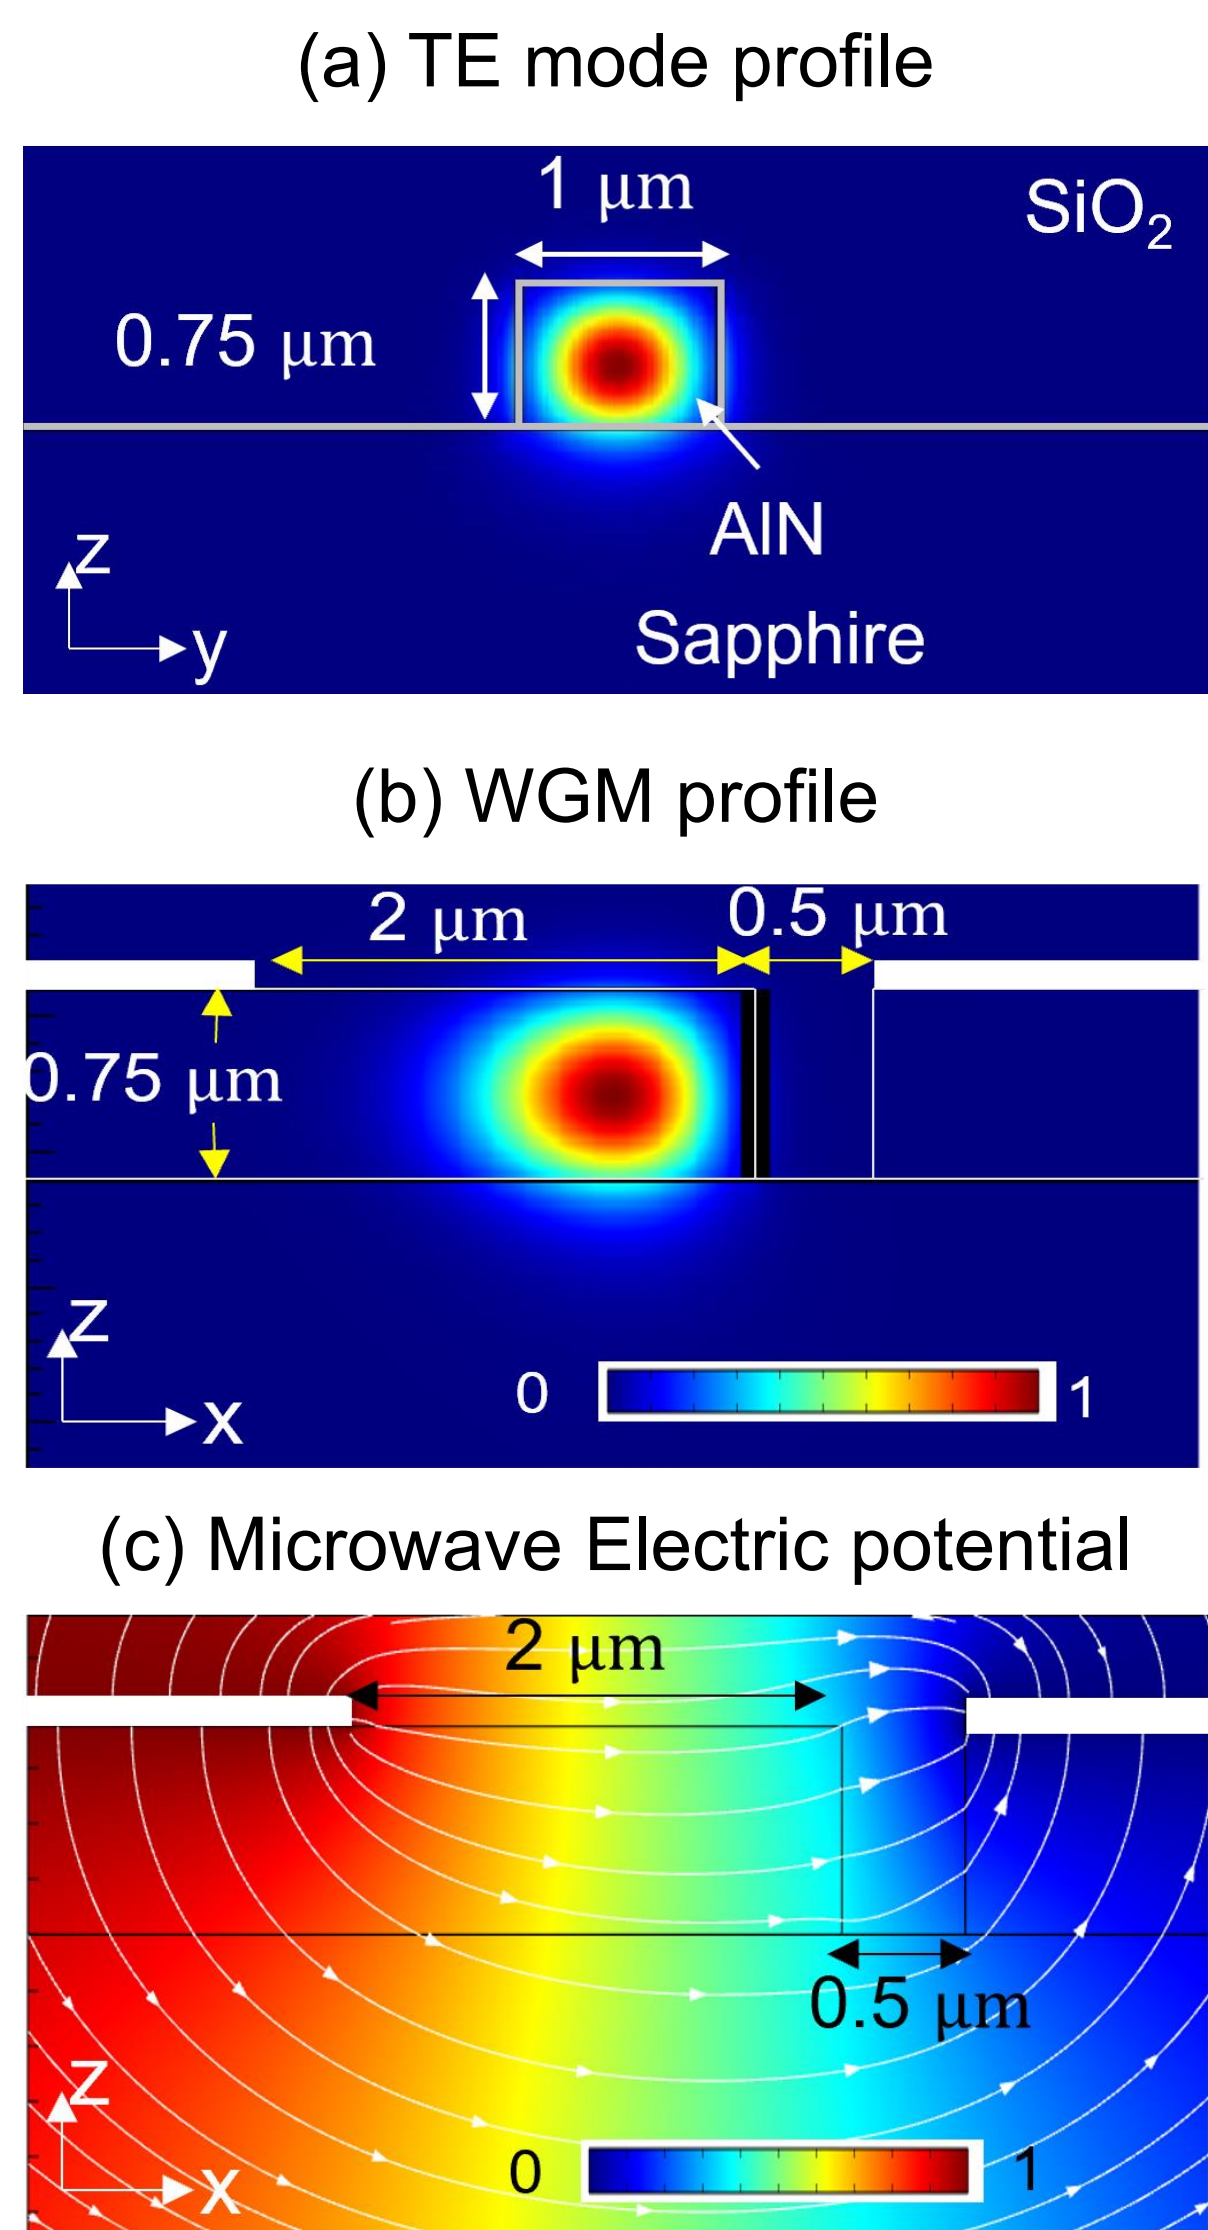 (a) TE mode profile
1 μm
SiO₂
0.75 μm
AlN
z
y
Sapphire
(b) WGM profile
2 μm
0.5 μm
0.75 μm
z
x
0
1
(c) Microwave Electric potential
2 μm
0.5 μm
z
x
0
1